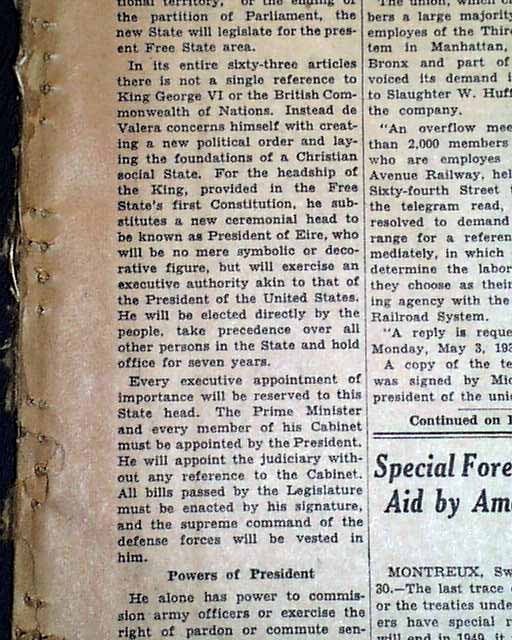 tional territory, or the ending of
the partition of Parliament, the
new State will legislate for the pres-
ent Free State area.
In its entire sixty-three articles
there is not a single reference to
King George VI or the British Com-
monwealth of Nations. Instead de
Valera concerns himself with creat-
ing a new political order and lay-
ing the foundations of a Christian
social State. For the headship of
the King, provided in the Free
State's first Constitution, he sub-
stitutes a new ceremonial head to
be known as President of Eire, who
will be no mere symbolic or deco-
rative figure, but will exercise an
executive authority akin to that of
the President of the United States.
He will be elected directly by the
people, take precedence over all
other persons in the State and hold
office for seven years.
Every executive appointment of
importance will be reserved to this
State head. The Prime Minister
and every member of his Cabinet
must be appointed by the President.
He will appoint the judiciary with-
out any reference to the Cabinet.
All bills passed by the Legislature
must be enacted by his signature,
and the supreme command of the
defense forces will be vested in
him.
Powers of President
He alone has power to commis-
sion army officers or exercise the
right of pardon or commute sen-
The union, which
bers a large majority
employes of the
tem in Manhattan,
Bronx and part of
voiced its demand
to Slaughter W.
the company.
"An overflow
than 2,000 members
who are employes
Avenue Railway,
Sixty-fourth Street
the telegram read,
resolved to demand
range for a
mediately, in which
determine the labor
they choose as their
ing agency with the
Railroad System.
"A reply is
Monday, May 3,
A copy of the
was signed by
president of the
Continued on
Special
Aid by
MONTREUX,
30.—The last trace
or the treaties under
ers have special
will end in 1949, it